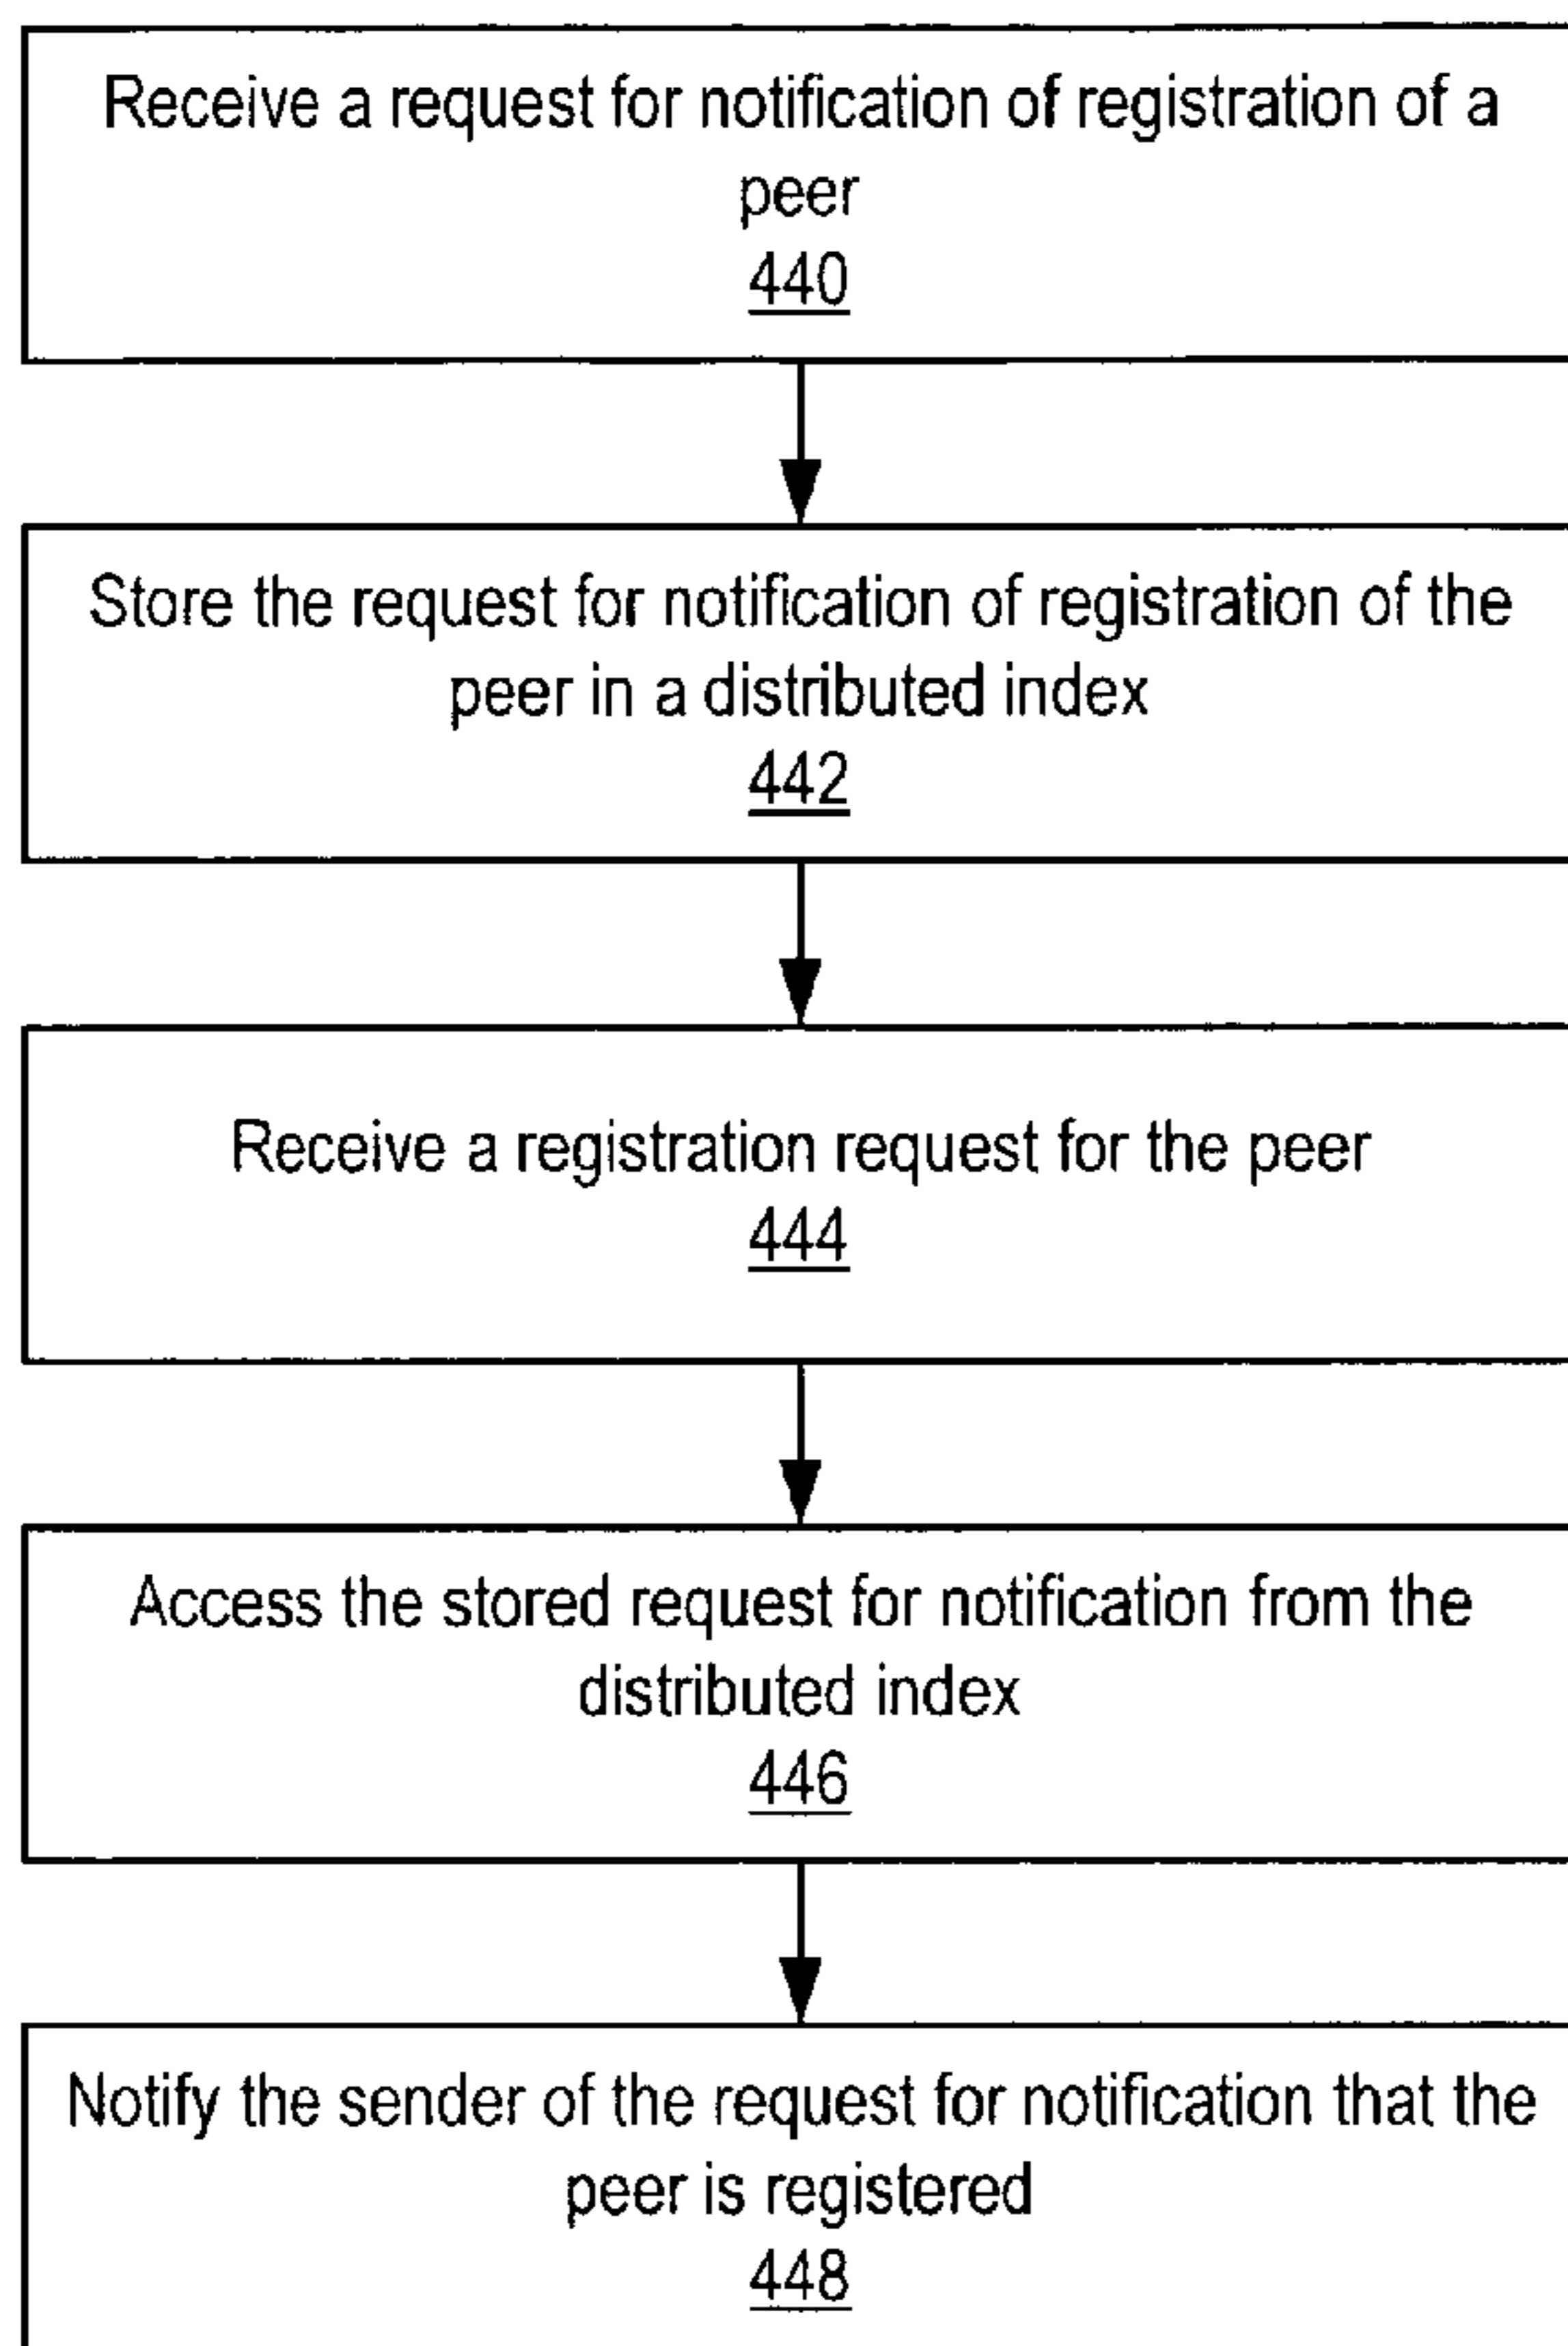 Receive a request for notification of registration of a
peer
440
Store the request for notification of registration of the
peer in a distributed index
442
Receive a registration request for the peer
444
Access the stored request for notification from the
distributed index
446
Notify the sender of the request for notification that the
peer is registered
448